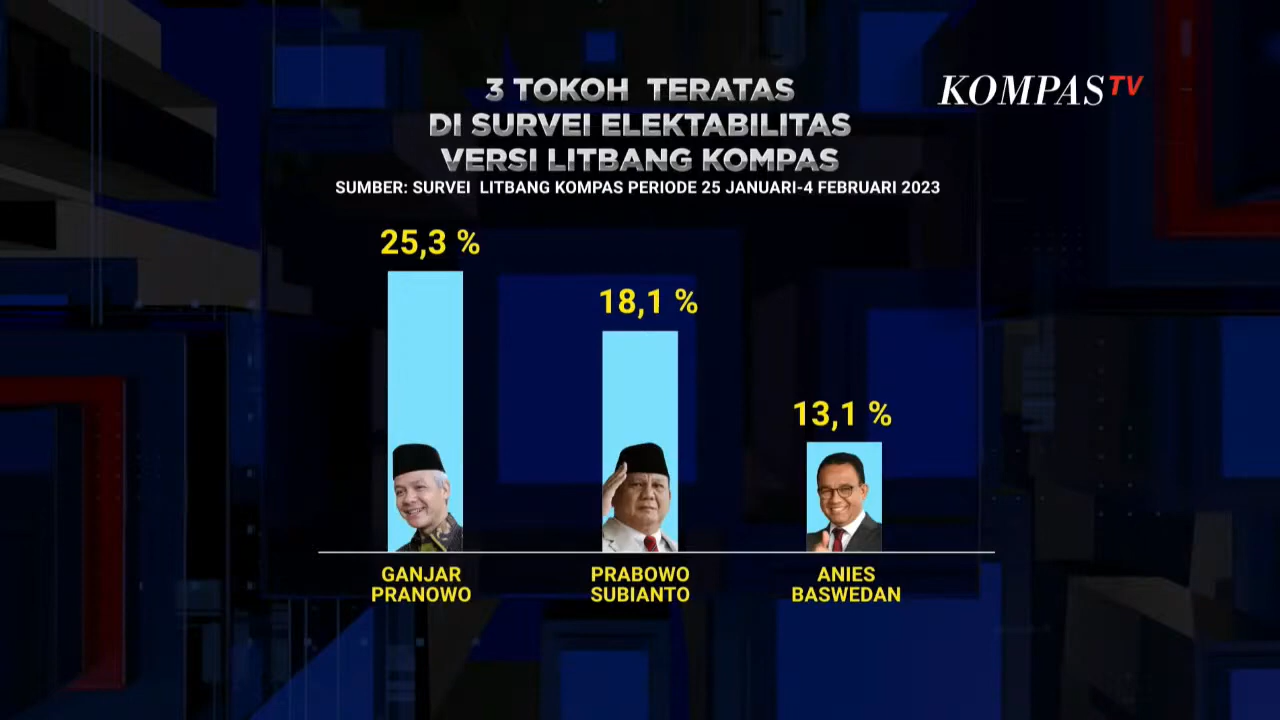 KOMPASTV
3 TOKOH TERATAS
DI SURVEI ELEKTABILITAS
VERSI LITBANG KOMPAS
SUMBER: SURVEI LITBANG KOMPAS PERIODE 25 JANUARI-4 FEBRUARI 2023
25,3 %
18,1 %
13,1 %
GANJAR
PRANOWO
PRABOWO
SUBIANTO
ANIES
BASWEDAN